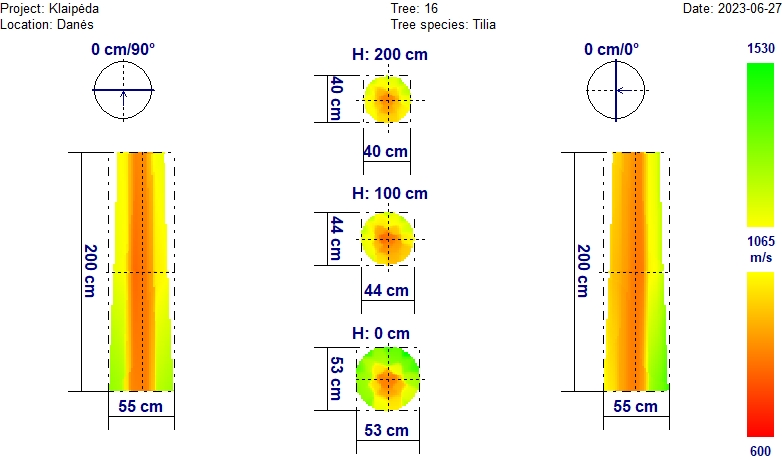 Project: Klaipėda
Tree: 16
Date: 2023-06-27
Location: Danės
Tree species: Tilia
0 cm/90°
H: 200 cm
0 cm/0°
1530
40 cm
40 cm
H: 100 cm
44 cm
44 cm
200 cm
200 cm
1065
m/s
H: 0 cm
53 cm
53 cm
55 cm
55 cm
600